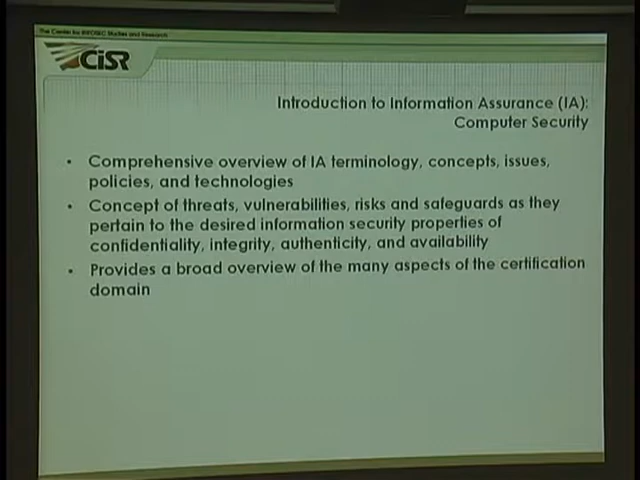 The Center for INFOSEC Studies and Research
CISR
Introduction to Information Assurance (IA):
Computer Security
• Comprehensive overview of IA terminology, concepts, issues,
policies, and technologies
• Concept of threats, vulnerabilities, risks and safeguards as they
pertain to the desired information security properties of
confidentiality, integrity, authenticity, and availability
• Provides a broad overview of the many aspects of the certification
domain